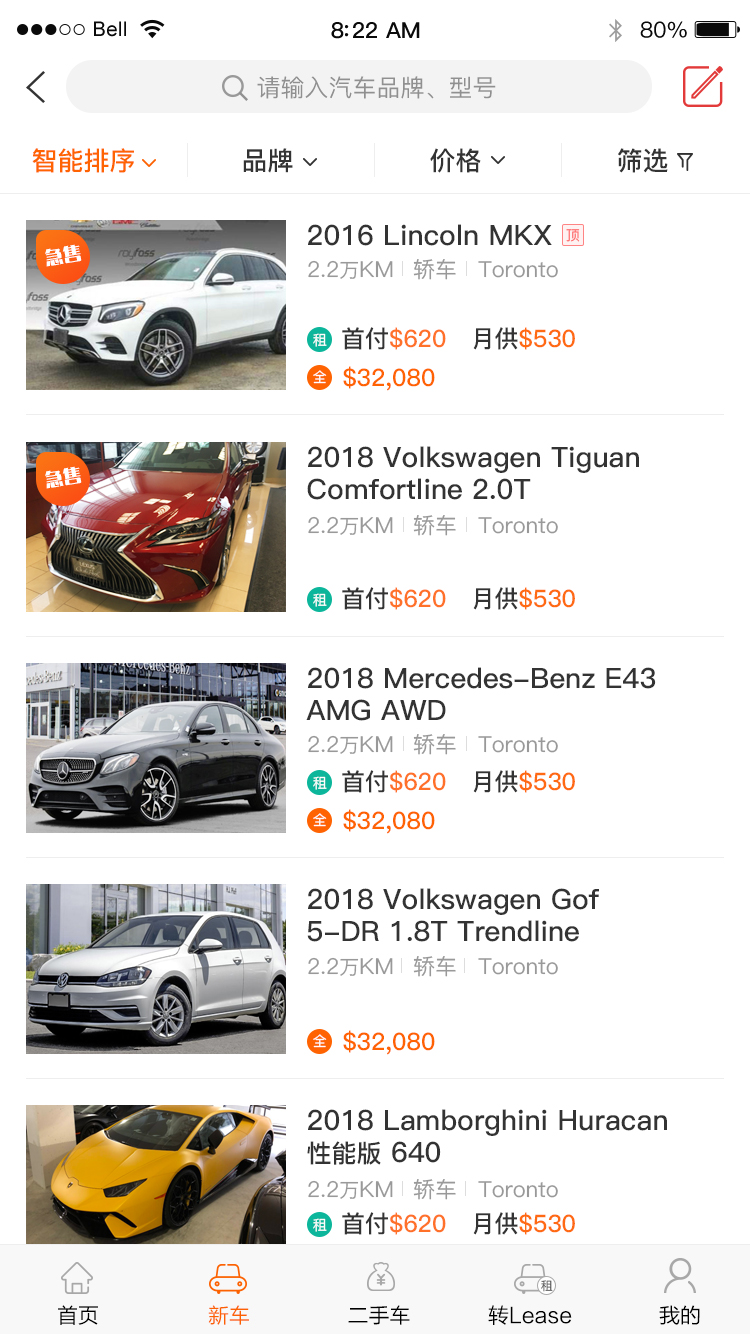 Bell
8:22 AM
80%
请输入汽车品牌、型号
智能排序
品牌
价格
筛选
急售
rayfoss
2016 Lincoln MKX 顶
2.2万KM 轿车 Toronto
租 首付$620 月供$530
全 $32,080
急售
LEXUS
2018 Volkswagen Tiguan
Comfortline 2.0T
2.2万KM 轿车 Toronto
租 首付$620 月供$530
Mercedes-Benz
2018 Mercedes-Benz E43
AMG AWD
2.2万KM 轿车 Toronto
租 首付$620 月供$530
全 $32,080
2018 Volkswagen Gof
5-DR 1.8T Trendline
2.2万KM 轿车 Toronto
全 $32,080
2018 Lamborghini Huracan
性能版 640
2.2万KM 轿车 Toronto
租 首付$620 月供$530
首页
新车
¥
二手车
租
转Lease
我的